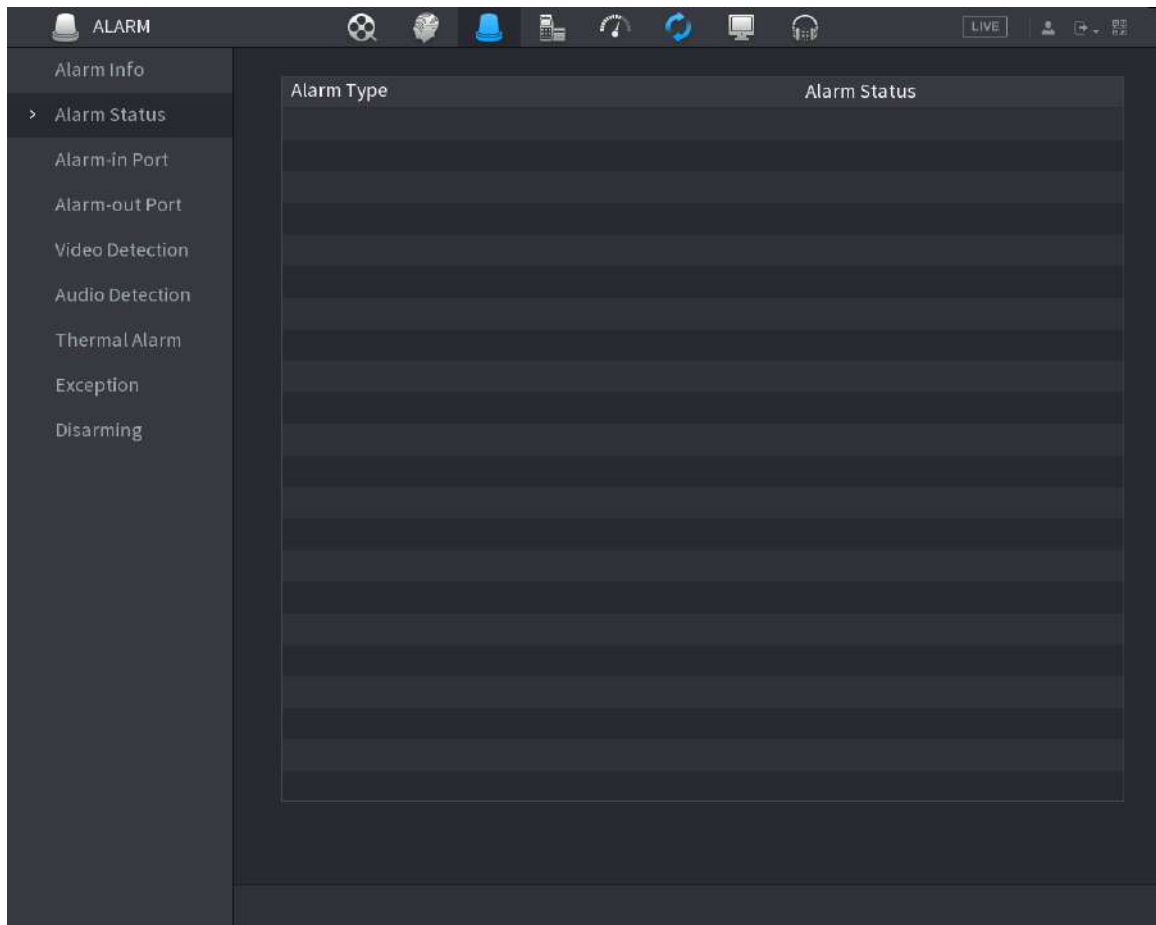 ALARM
LIVE
Alarm Info
Alarm Status
Alarm-in Port
Alarm-out Port
Video Detection
Audio Detection
Thermal Alarm
Exception
Disarming
Alarm Type Alarm Status